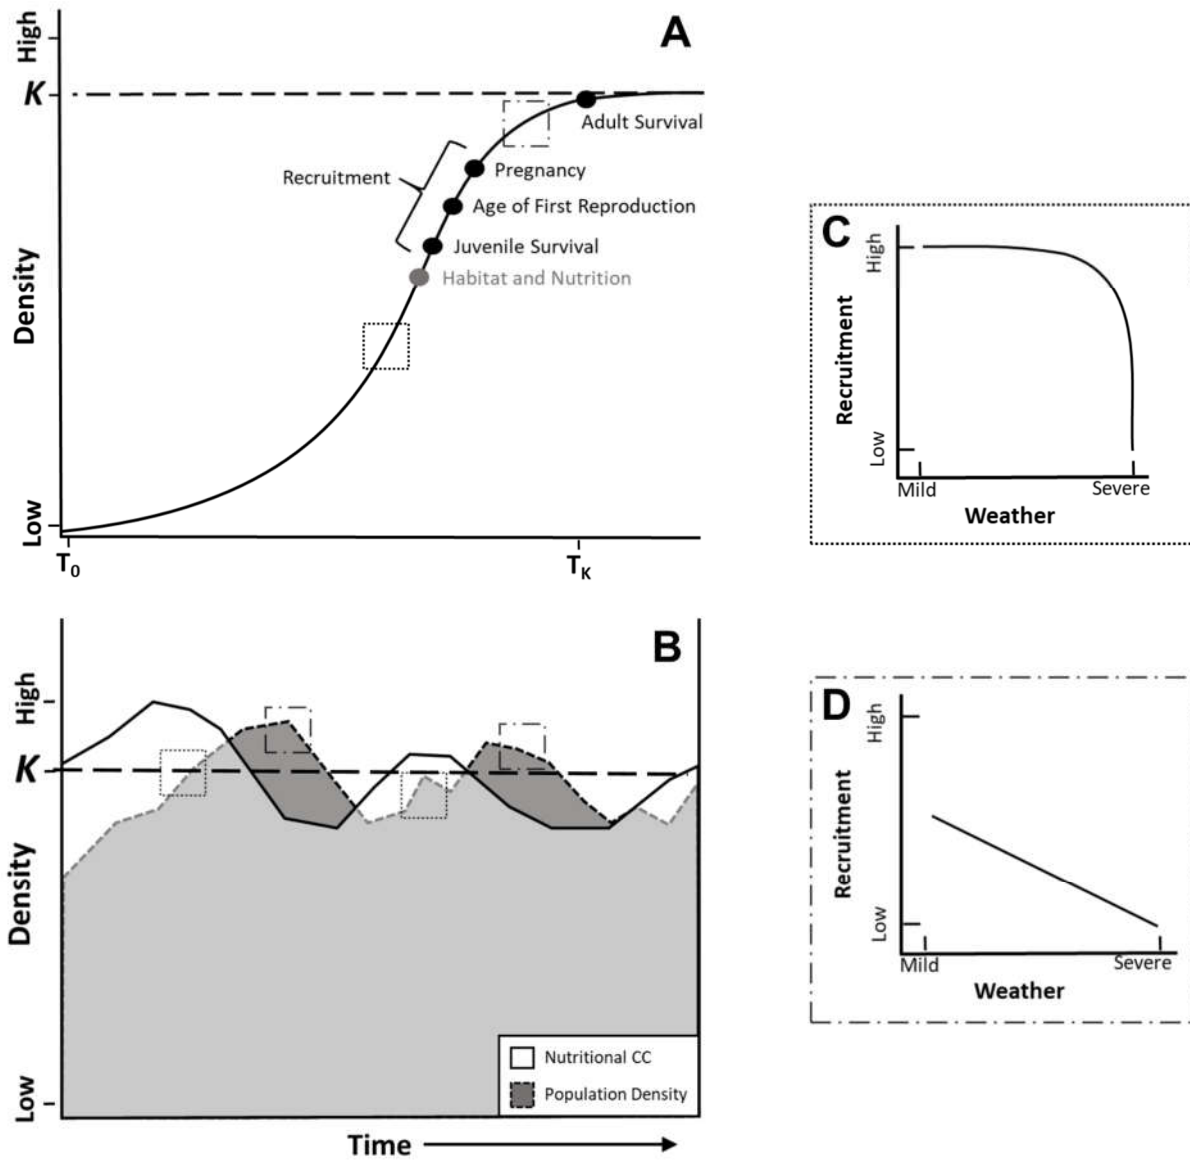 A
High
K
Density
Low
Adult Survival
Recruitment
Pregnancy
Age of First Reproduction
Juvenile Survival
Habitat and Nutrition
T0
TK
C
High
Recruitment
Low
Mild
Severe
Weather
B
High
K
Density
Low
Nutritional CC
Population Density
Time
D
High
Recruitment
Low
Mild
Severe
Weather